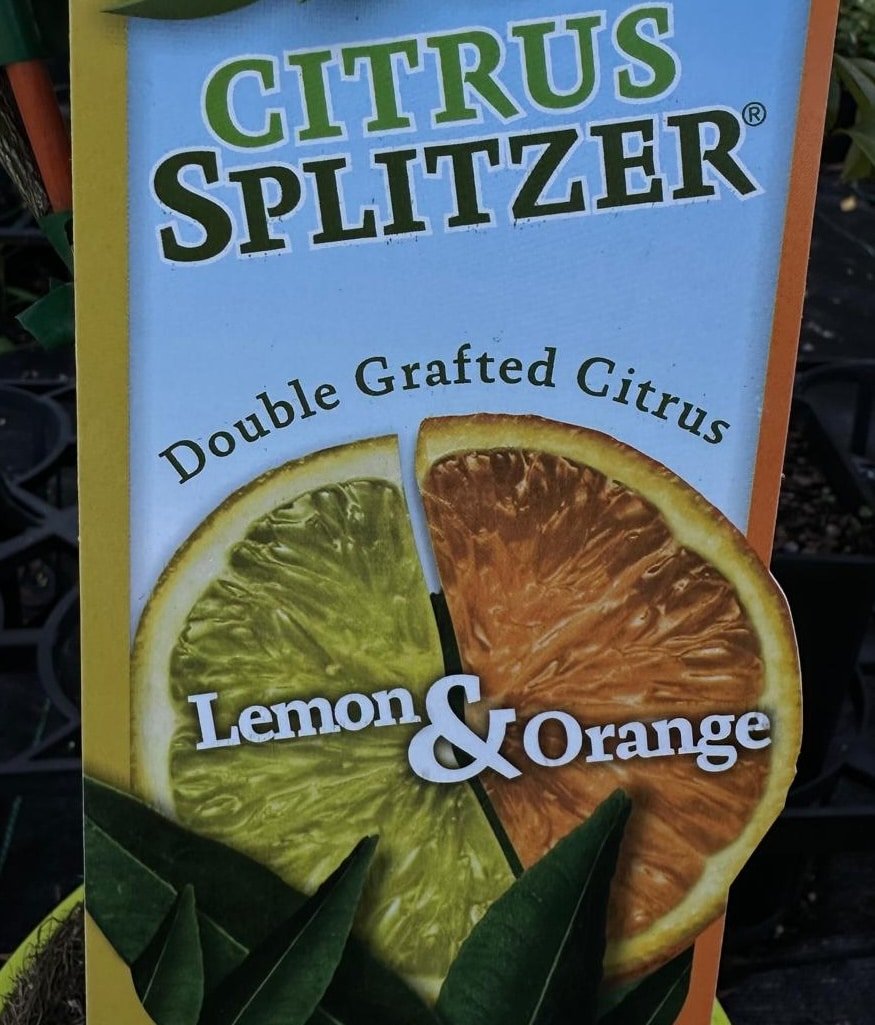 CITRUS
SPLITZER®
Double Grafted Citrus
Lemon & Orange